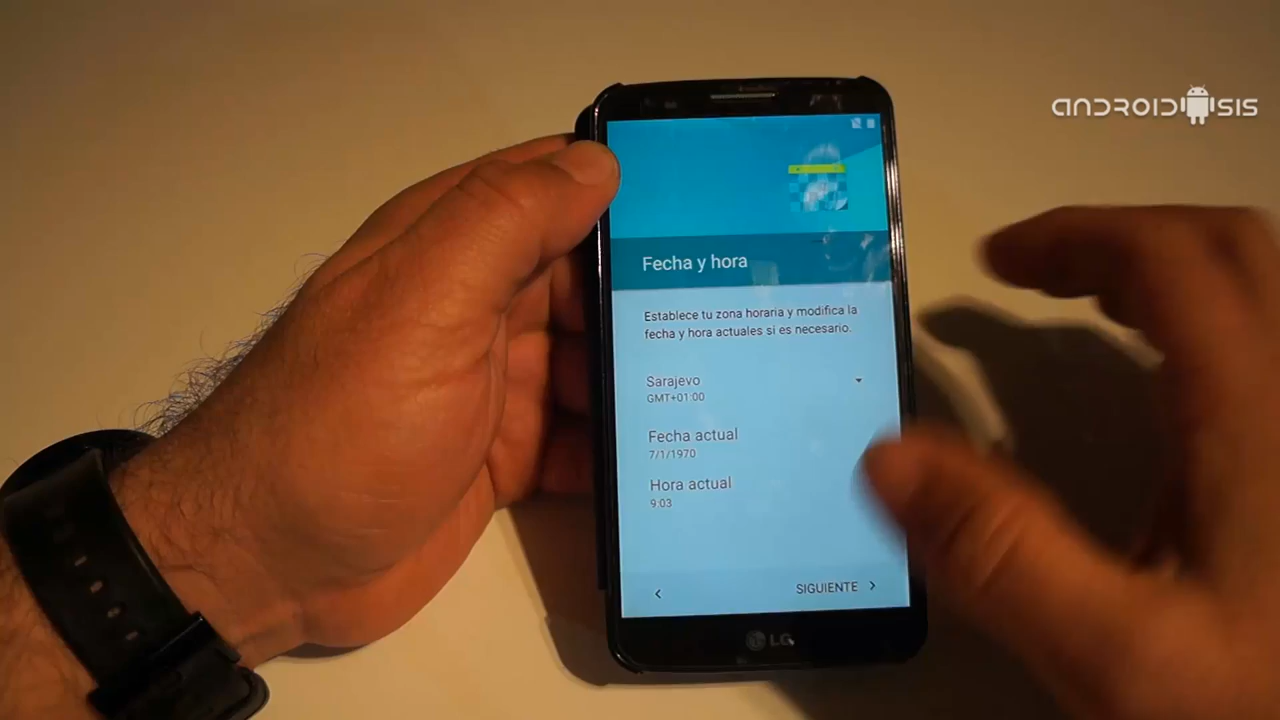 ANDROIDSIS
Fecha y hora
Establece tu zona horaria y modifica la
fecha y hora actuales si es necesario.
Sarajevo
GMT+01:00
Fecha actual
7/1/1970
Hora actual
9:03
SIGUIENTE
LG